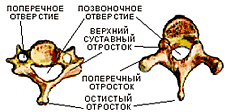 ПОПЕРЕЧНОЕ ОТВЕРСТИЕ
ПОЗВОНОЧНОЕ ОТВЕРСТИЕ
ВЕРХНИЙ
СУСТАВНЫЙ
ОТРОСТОК
ПОПЕРЕЧНЫЙ
ОТРОСТОК
ОСТИСТЫЙ
ОТРОСТОК